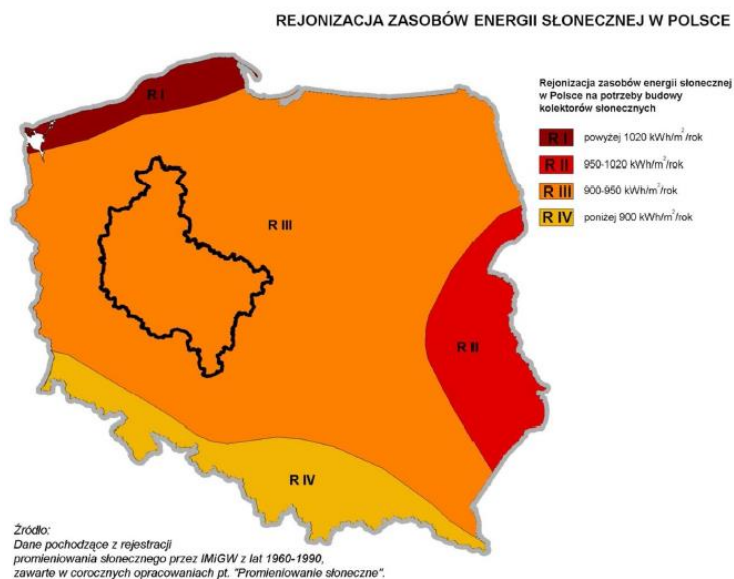 REJONIZACJA ZASOBÓW ENERGII SŁONECZNEJ W POLSCE
Rejonizacja zasobów energii słonecznej
w Polsce na potrzeby budowy
kolektorów słonecznych
R I powyżej 1020 kWh/m²/rok
R II 950-1020 kWh/m²/rok
R III 900-950 kWh/m²/rok
R IV poniżej 900 kWh/m²/rok
R I
R III
R II
R IV
Źródło:
Dane pochodzące z rejestracji
promieniowania słonecznego przez IMiGW z lat 1960-1990,
zawarte w corocznych opracowaniach pt. "Promieniowanie słoneczne".